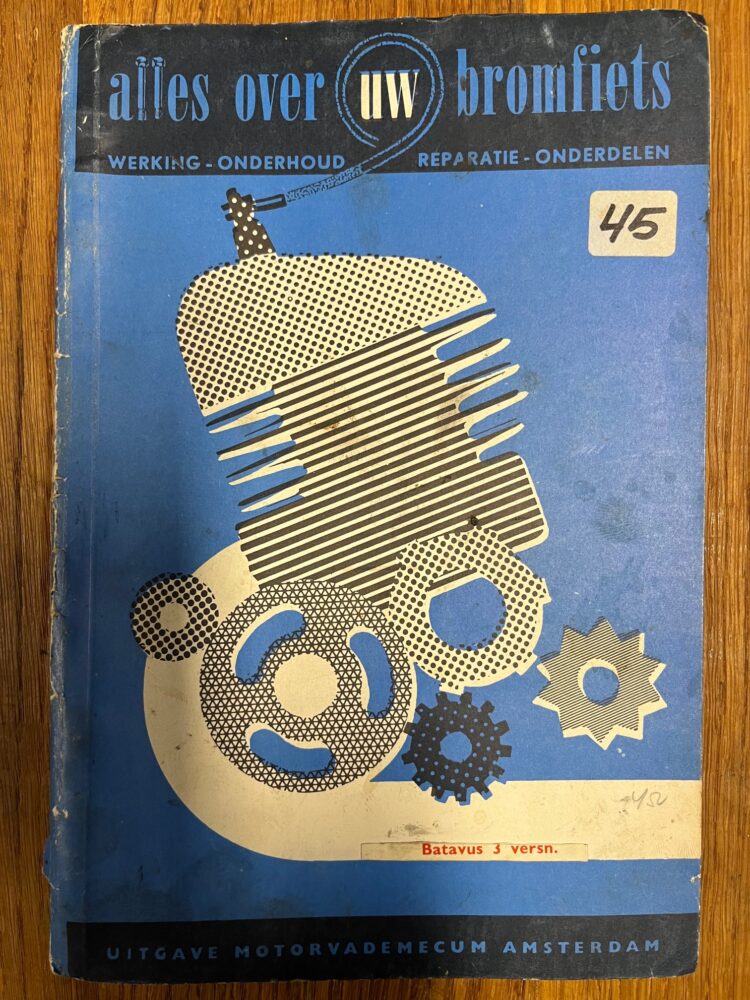 alles over uw bromfiets
WERKING - ONDERHOUD REPARATIE - ONDERDELEN
45
Batavus 3 versn.
UITGAVE MOTORVADEMECUM AMSTERDAM